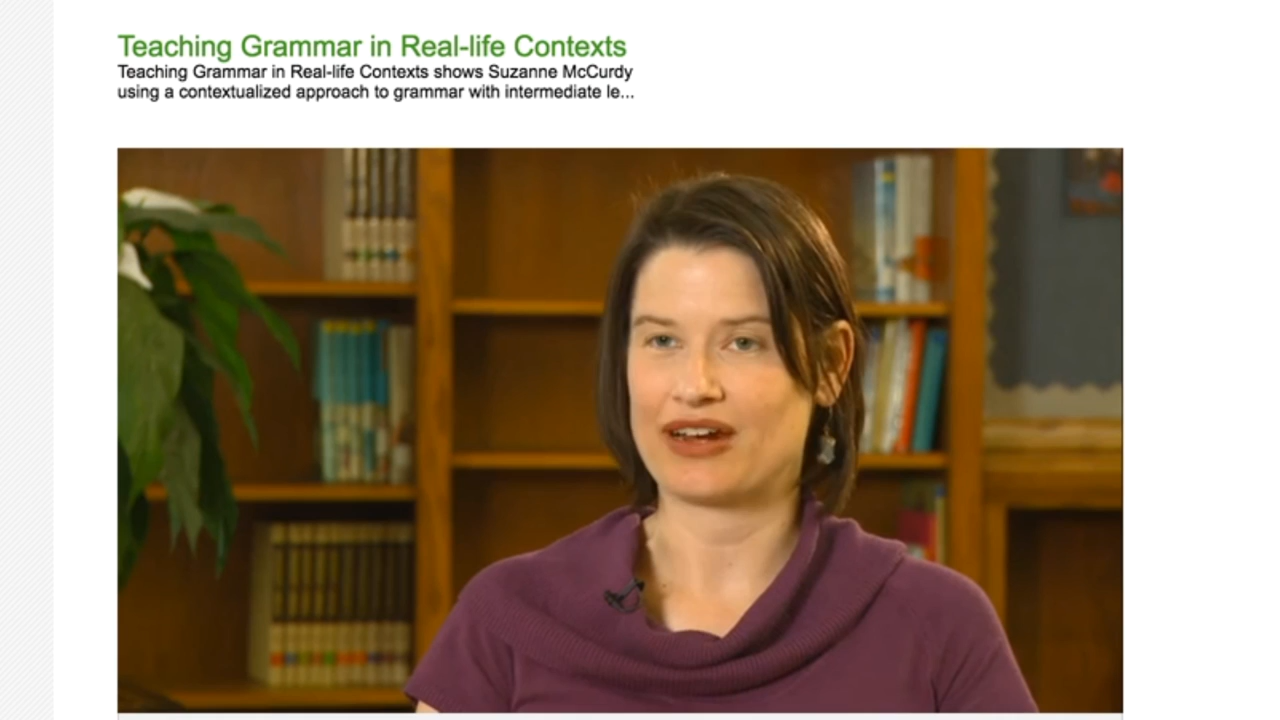 Teaching Grammar in Real-life Contexts
Teaching Grammar in Real-life Contexts shows Suzanne McCurdy
using a contextualized approach to grammar with intermediate le...